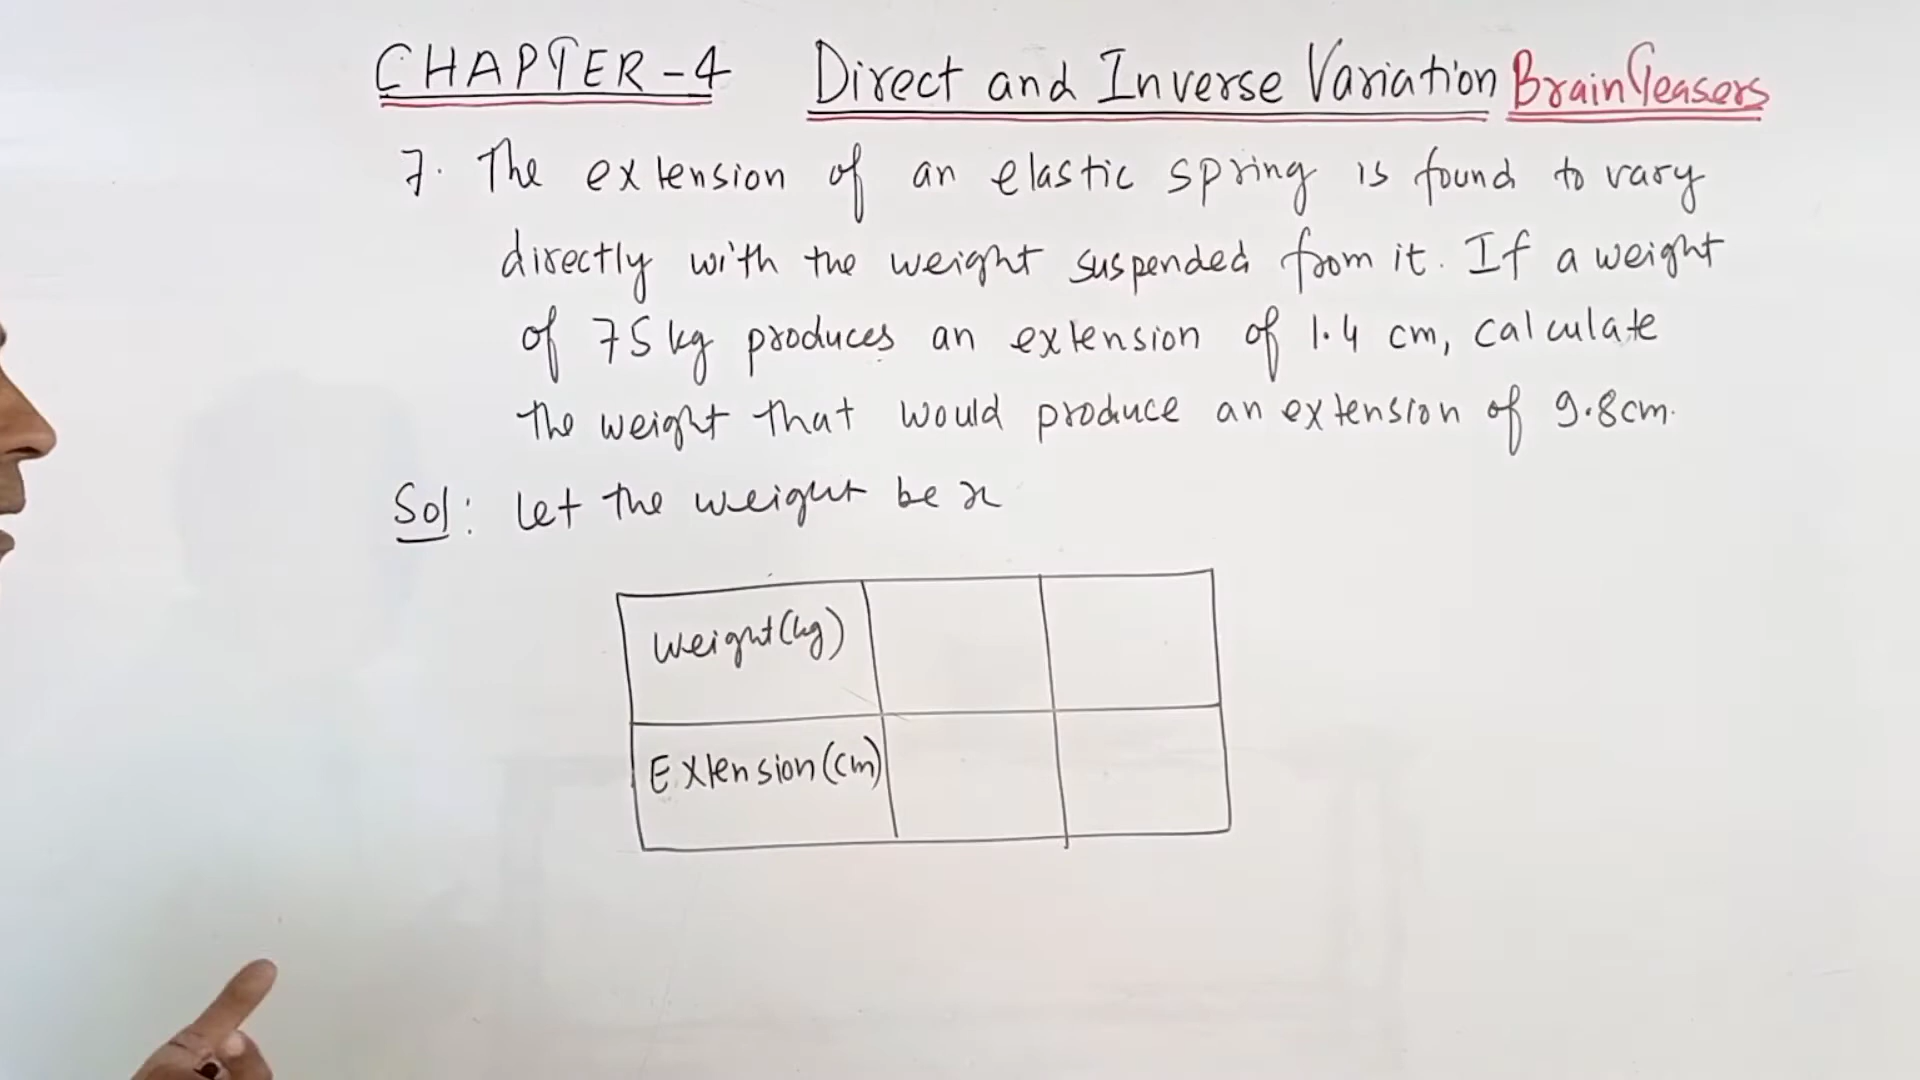 CHAPTER-4 Direct and Inverse Variation Brain Teasers
7. The extension of an elastic spring is found to vary
directly with the weight suspended from it. If a weight
of 75 kg produces an extension of 1.4 cm, calculate
the weight that would produce an extension of 9.8cm.
Sol: Let the weight be x
Weight(kg)
Extension(cm)